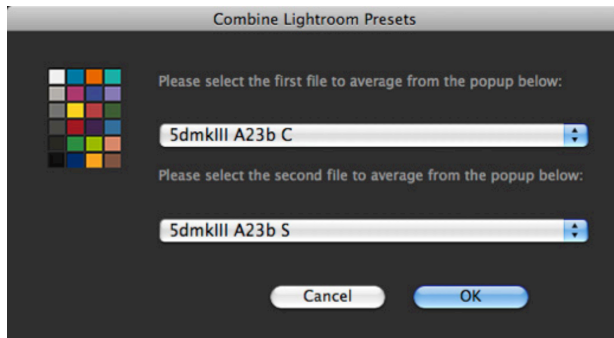 Combine Lightroom Presets
Please select the first file to average from the popup below:
5dmkIII A23b C
Please select the second file to average from the popup below:
5dmkIII A23b S
Cancel OK